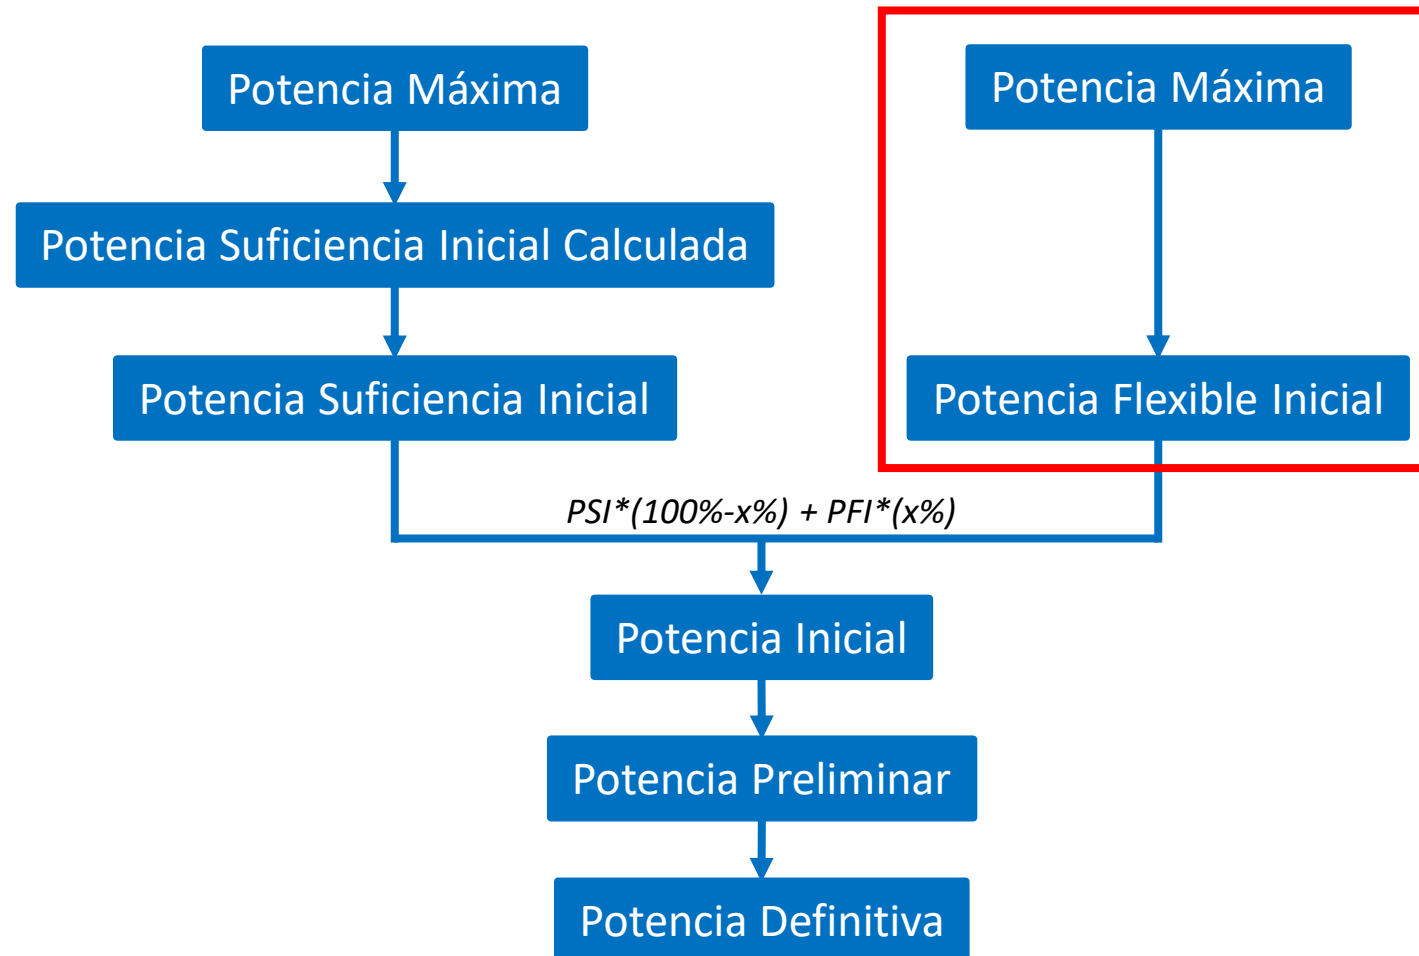 Potencia Máxima
Potencia Máxima
Potencia Suficiencia Inicial Calculada
Potencia Suficiencia Inicial
Potencia Flexible Inicial
PSI*(100%-x%) + PFI*(x%)
Potencia Inicial
Potencia Preliminar
Potencia Definitiva